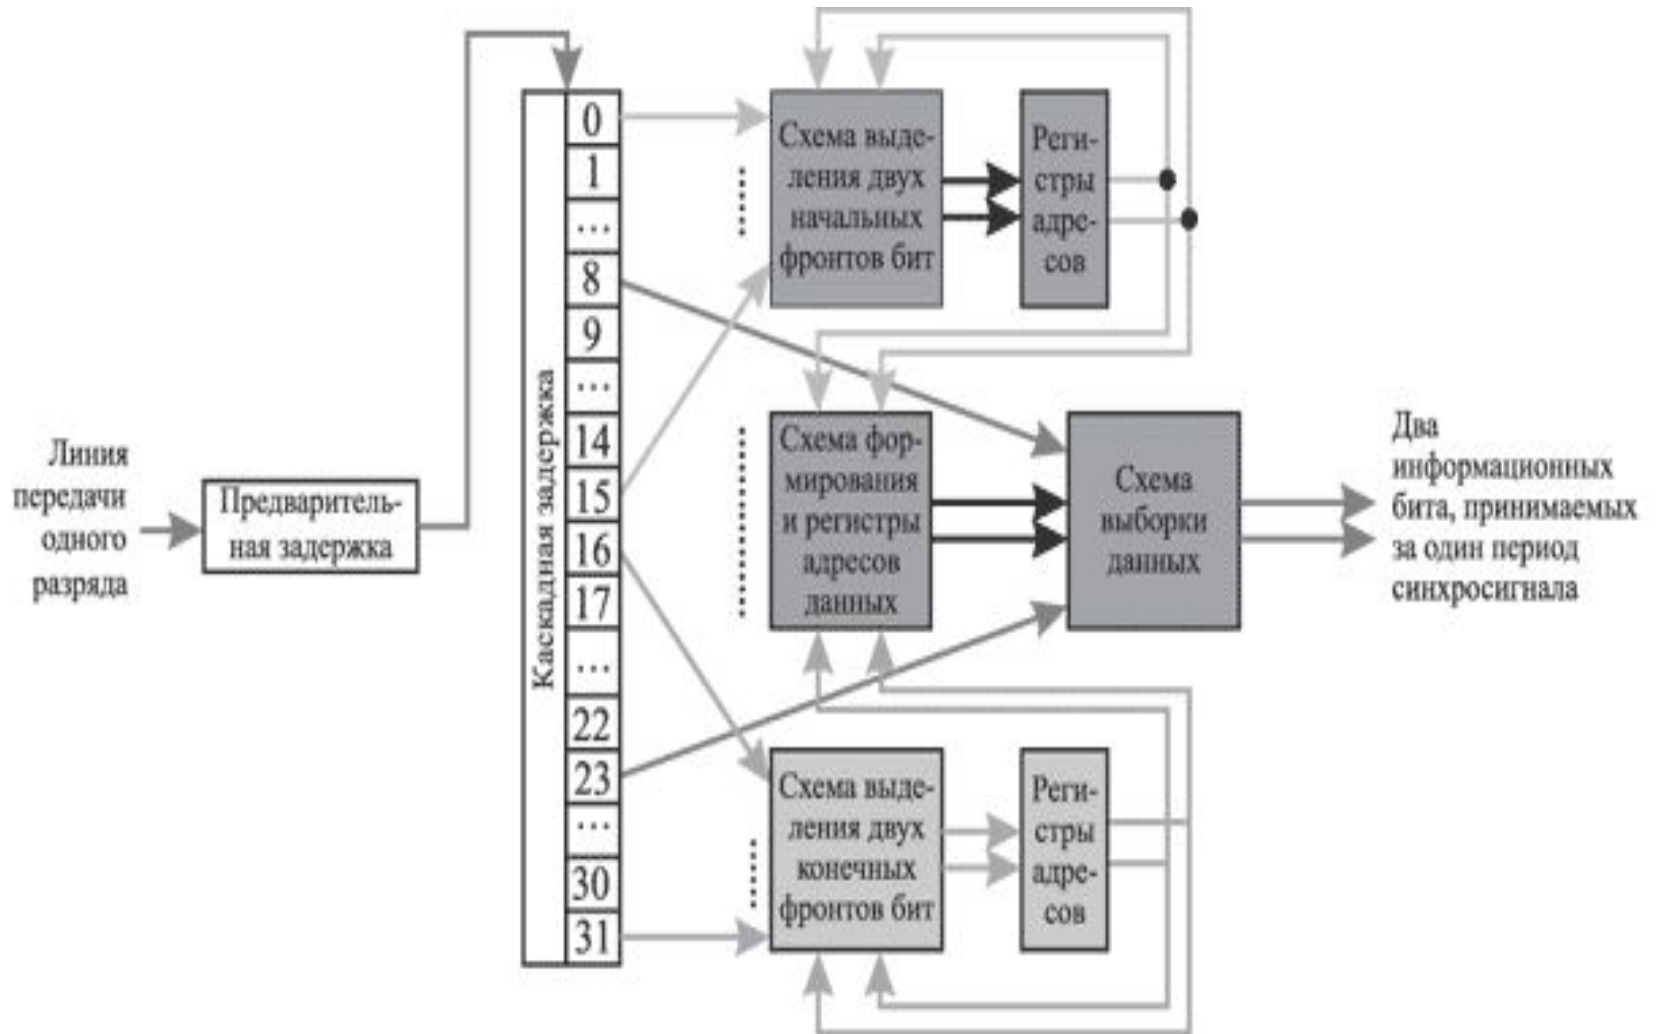 Линия
передачи
одного
разряда
Предваритель-
ная задержка
Каскадная задержка
0
1
...
8
9
...
14
15
16
17
...
22
23
...
30
31
Схема выде-
ления двух
начальных
фронтов бит
Реги-
стры
адре-
сов
Схема фор-
мирования
и регистры
адресов
данных
Схема
выборки
данных
Два
информационных
бита, принимаемых
за один период
синхросигнала
Схема выде-
ления двух
конечных
фронтов бит
Реги-
стры
адре-
сов